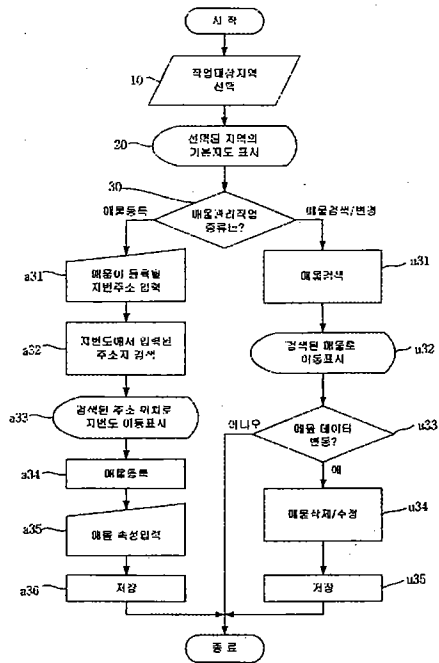 시 작
10
작업대상지역
선택
20
선택된 지역의
기본지도 표시
30
매물관리작업
종류는?
매물등록
매물검색/변경
a31
매물이 등록될
지번주소 입력
u31
매물검색
a32
지번도에서 입력된
주소지 검색
검색된 매물로
이동표시
u32
a33
검색된 주소 위치로
지번도 이동표시
아니오
매물 데이터
변동?
u33
예
a34
매물등록
a35
매물 속성입력
매물삭제/수정
u34
a36
저장
저장
u35
종 료